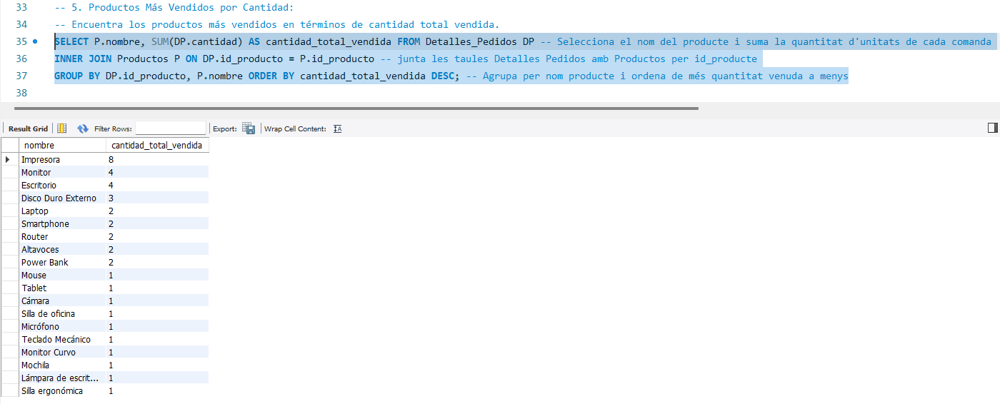 33 -- 5. Productos Más Vendidos por Cantidad:
34 -- Encuentra los productos más vendidos en términos de cantidad total vendida.
35 SELECT P.nombre, SUM(DP.cantidad) AS cantidad_total_vendida FROM Detalles_Pedidos DP -- Selecciona el nom del producte i suma la quantitat d'unitats de cada comanda
36 INNER JOIN Productos P ON DP.id_producto = P.id_producto -- junta les taules Detalles Pedidos amb Productos per id_producte
37 GROUP BY DP.id_producto, P.nombre ORDER BY cantidad_total_vendida DESC; -- Agrupa per nom producte i ordena de més quantitat venuda a menys
38
Result Grid Filter Rows: Export: Wrap Cell Content:
nombre cantidad_total_vendida
Impresora 8
Monitor 4
Escritorio 4
Disco Duro Externo 3
Laptop 2
Smartphone 2
Router 2
Altavoces 2
Power Bank 2
Mouse 1
Tablet 1
Cámara 1
Silla de oficina 1
Micrófono 1
Teclado Mecánico 1
Monitor Curvo 1
Mochila 1
Lámpara de escrit... 1
Silla ergonómica 1